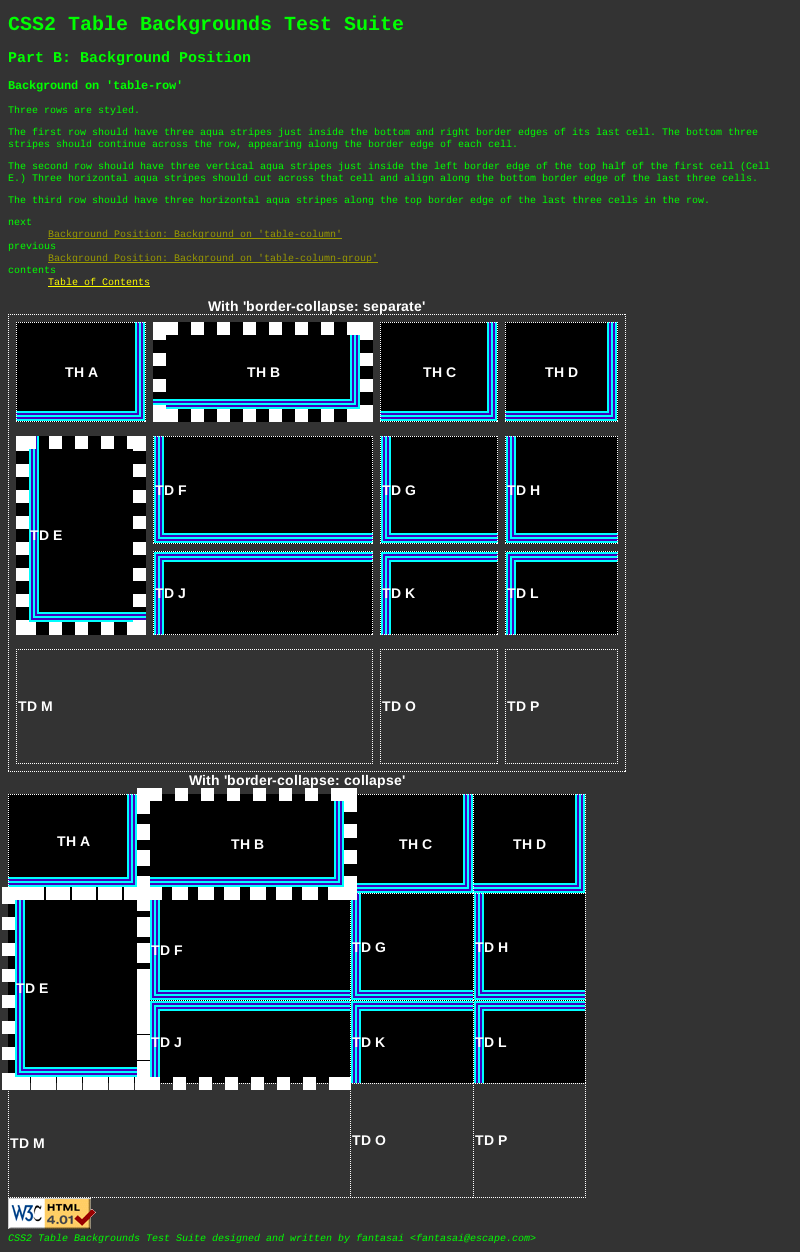 CSS2 Table Backgrounds Test Suite
Part B: Background Position
Background on 'table-row'
Three rows are styled.
The first row should have three aqua stripes just inside the bottom and right border edges of its last cell. The bottom three
stripes should continue across the row, appearing along the border edge of each cell.
The second row should have three vertical aqua stripes just inside the left border edge of the top half of the first cell (Cell
E.) Three horizontal aqua stripes should cut across that cell and align along the bottom border edge of the last three cells.
The third row should have three horizontal aqua stripes along the top border edge of the last three cells in the row.
next
Background Position: Background on 'table-column'
previous
Background Position: Background on 'table-column-group'
contents
Table of Contents
With 'border-collapse: separate'
TH A TH B TH C TH D
TD F TD G TD H
TD E
TD J TD K TD L
TD M TD O TD P
With 'border-collapse: collapse'
TH A TH B TH C TH D
TD F TD G TD H
TD E
TD J TD K TD L
TD M TD O TD P
W3C HTML 4.01
CSS2 Table Backgrounds Test Suite designed and written by fantasai <fantasai@escape.com>